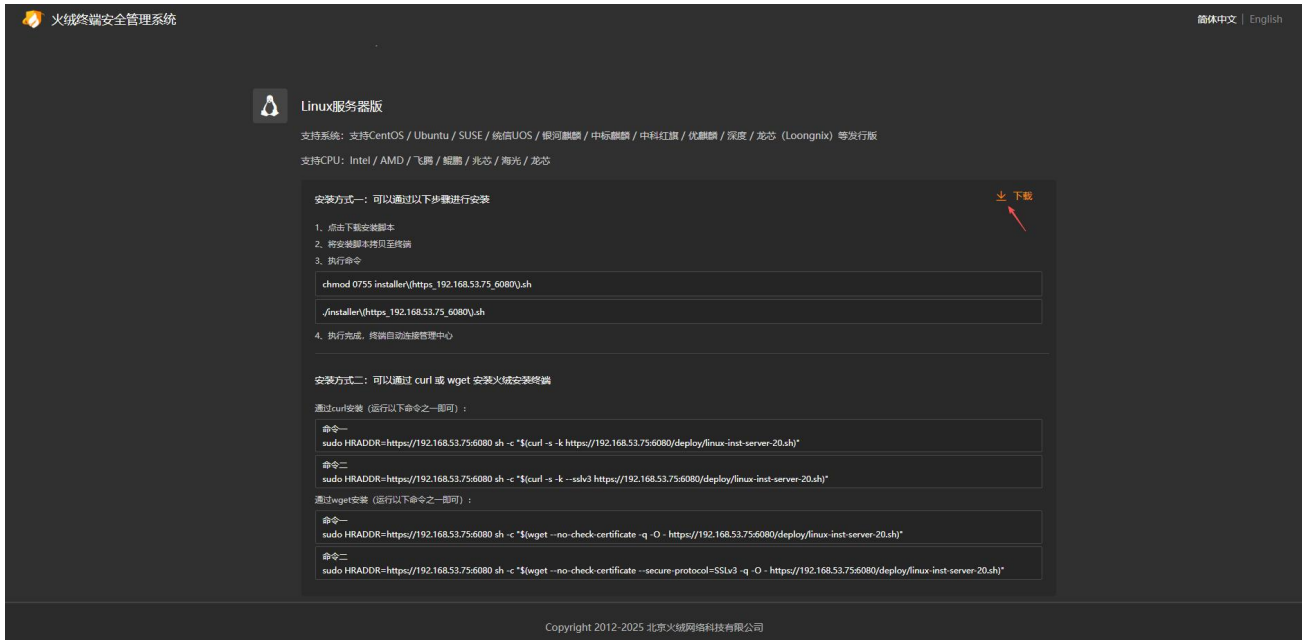 火绒终端安全管理系统
简体中文 | English
Linux服务器版
支持系统：支持CentOS / Ubuntu / SUSE / 统信UOS / 银河麒麟 / 中标麒麟 / 中科红旗 / 优麒麟 / 深度 / 龙芯（Loongnix）等发行版
支持CPU：Intel / AMD / 飞腾 / 鲲鹏 / 兆芯 / 海光 / 龙芯
安装方式一：可以通过以下步骤进行安装
下载
1、点击下载安装脚本
2、将安装脚本拷贝至终端
3、执行命令
chmod 0755 installer\(https_192.168.53.75_6080\).sh
./installer\(https_192.168.53.75_6080\).sh
4、执行完成，终端自动连接管理中心
安装方式二：可以通过 curl 或 wget 安装火绒安装终端
通过curl安装（运行以下命令之一即可）：
命令一
sudo HRADDR=https://192.168.53.75:6080 sh -c "$(curl -s -k https://192.168.53.75:6080/deploy/linux-inst-server-20.sh)"
命令二
sudo HRADDR=https://192.168.53.75:6080 sh -c "$(curl -s -k --sslv3 https://192.168.53.75:6080/deploy/linux-inst-server-20.sh)"
通过wget安装（运行以下命令之一即可）：
命令一
sudo HRADDR=https://192.168.53.75:6080 sh -c "$(wget --no-check-certificate -q -O - https://192.168.53.75:6080/deploy/linux-inst-server-20.sh)"
命令二
sudo HRADDR=https://192.168.53.75:6080 sh -c "$(wget --no-check-certificate --secure-protocol=SSLv3 -q -O - https://192.168.53.75:6080/deploy/linux-inst-server-20.sh)"
Copyright 2012-2025 北京火绒网络科技有限公司